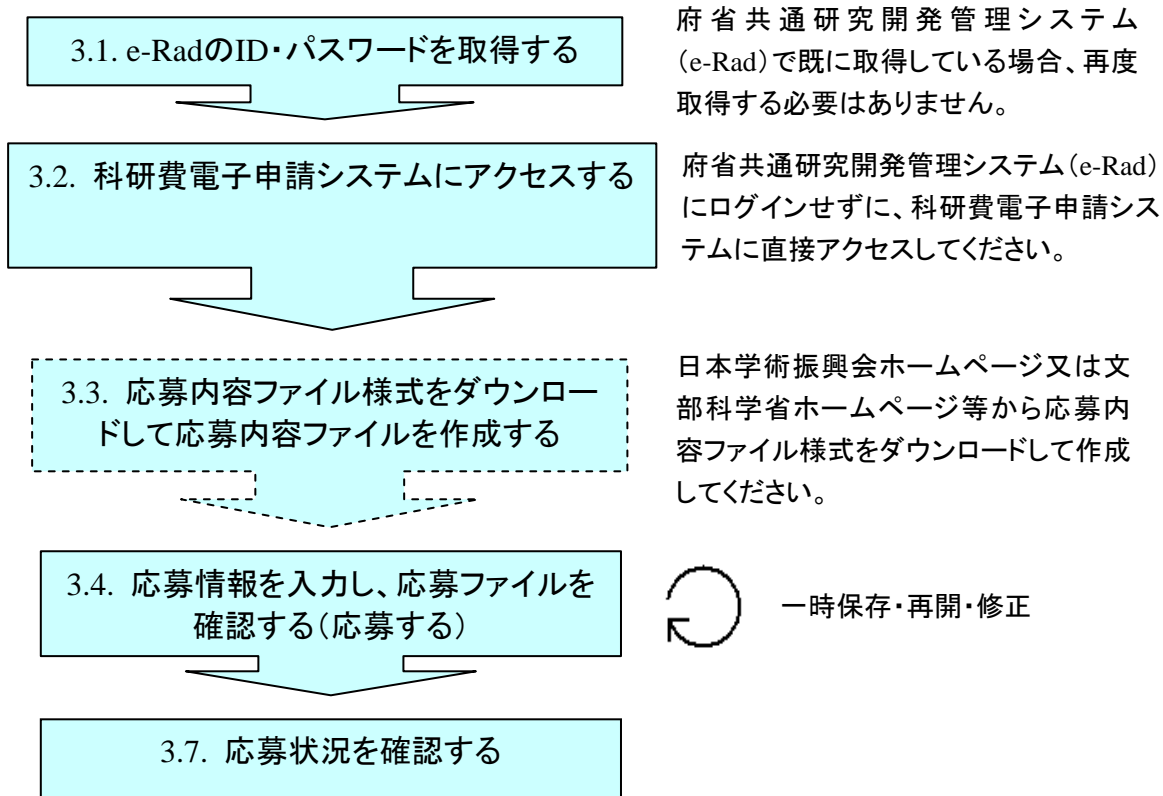 3.1. e-RadのID・パスワードを取得する
府省共通研究開発管理システム
（e-Rad）で既に取得している場合、再度
取得する必要はありません。
3.2. 科研費電子申請システムにアクセスする
府省共通研究開発管理システム（e-Rad）
にログインせずに、科研費電子申請シス
テムに直接アクセスしてください。
3.3. 応募内容ファイル様式をダウンロー
ドして応募内容ファイルを作成する
日本学術振興会ホームページ又は文
部科学省ホームページ等から応募内
容ファイル様式をダウンロードして作成
してください。
3.4. 応募情報を入力し、応募ファイルを
確認する（応募する）
一時保存・再開・修正
3.7. 応募状況を確認する